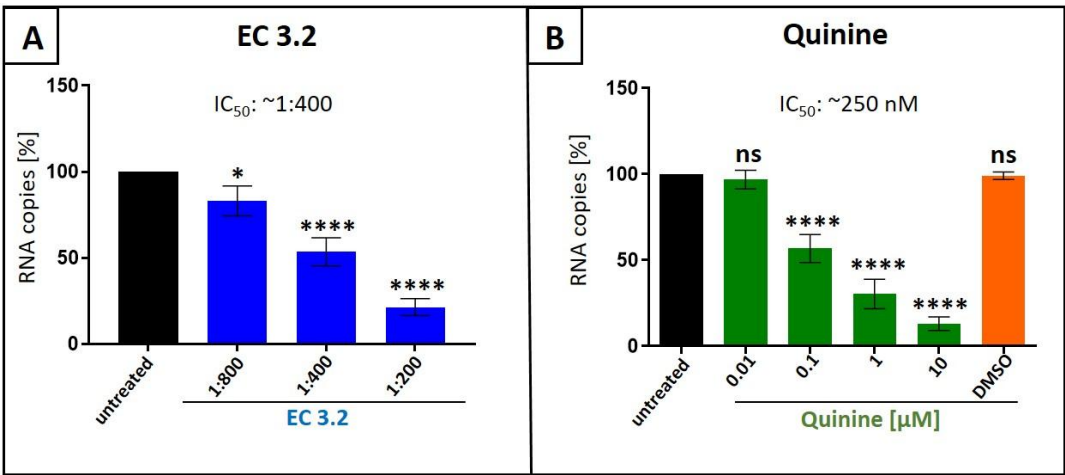 A
EC 3.2
IC₅₀: ~1:400
RNA copies [%]
150
100
50
0
*
****
****
untreated
1:800
1:400
1:200
EC 3.2
B
Quinine
IC₅₀: ~250 nM
RNA copies [%]
150
100
50
0
ns
****
****
****
ns
untreated
0.01
0.1
1
10
DMSO
Quinine [µM]